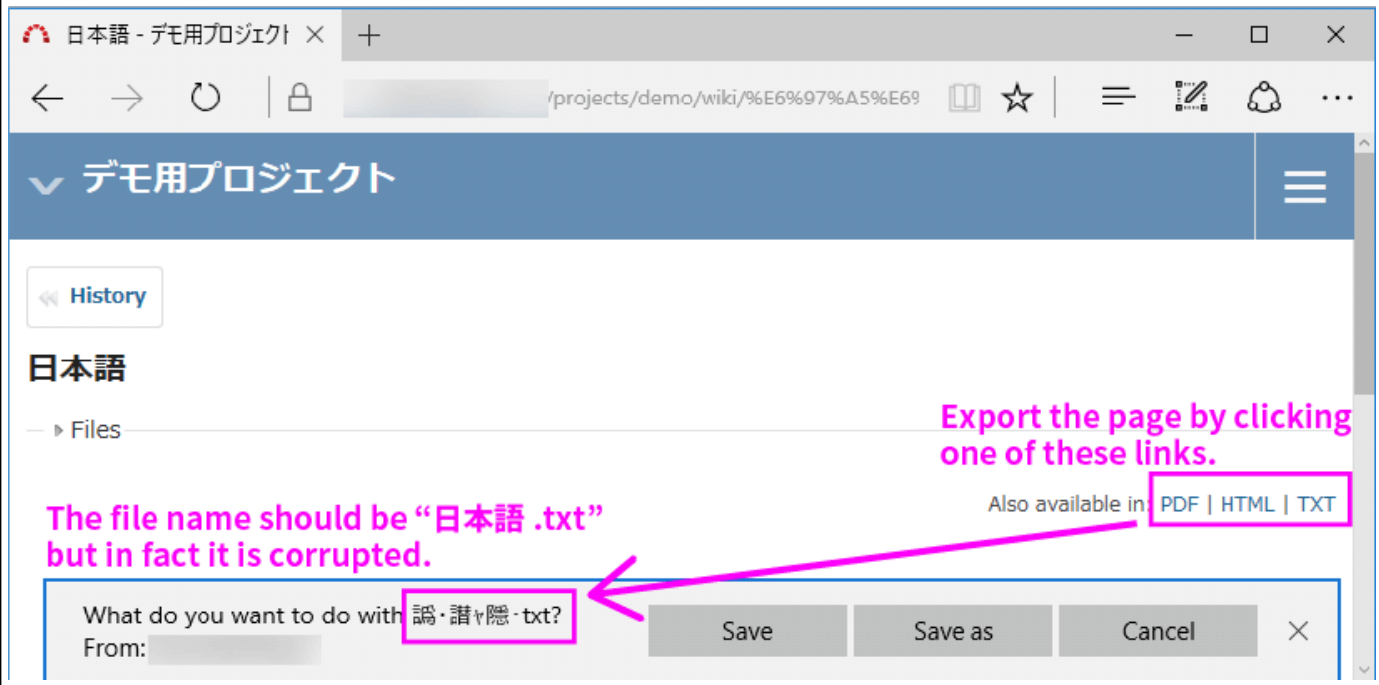 日本語 - デモ用プロジェクト
/projects/demo/wiki/%E6%97%A5%E69
デモ用プロジェクト
History
日本語
Files
Export the page by clicking
one of these links.
Also available in: PDF | HTML | TXT
The file name should be “日本語 .txt”
but in fact it is corrupted.
What do you want to do with 譌・譛ャ隱・txt?
From:
Save
Save as
Cancel